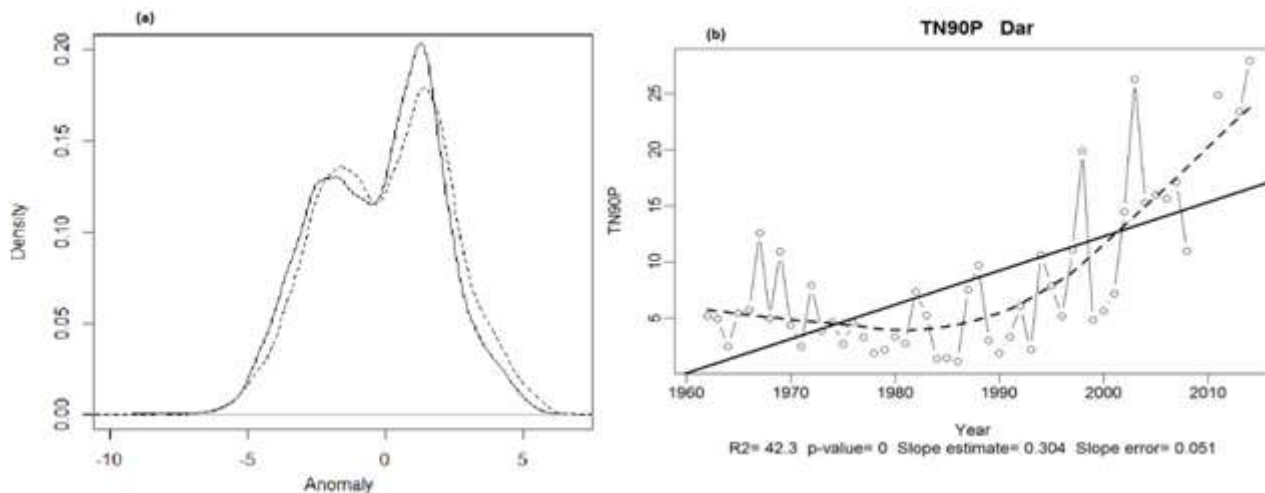 (a)
0.20
0.15
0.10
0.05
0.00
Density
-10 -5 0 5
Anomaly
(b)
TN90P Dar
25
20
15
10
5
TN90P
1960 1970 1980 1990 2000 2010
Year
R2= 42.3 p-value= 0 Slope estimate= 0.304 Slope error= 0.051